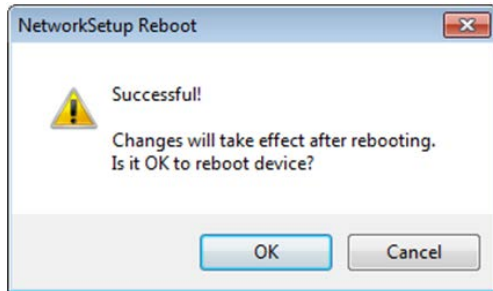 NetworkSetup Reboot
Successful!
Changes will take effect after rebooting.
Is it OK to reboot device?
OK
Cancel